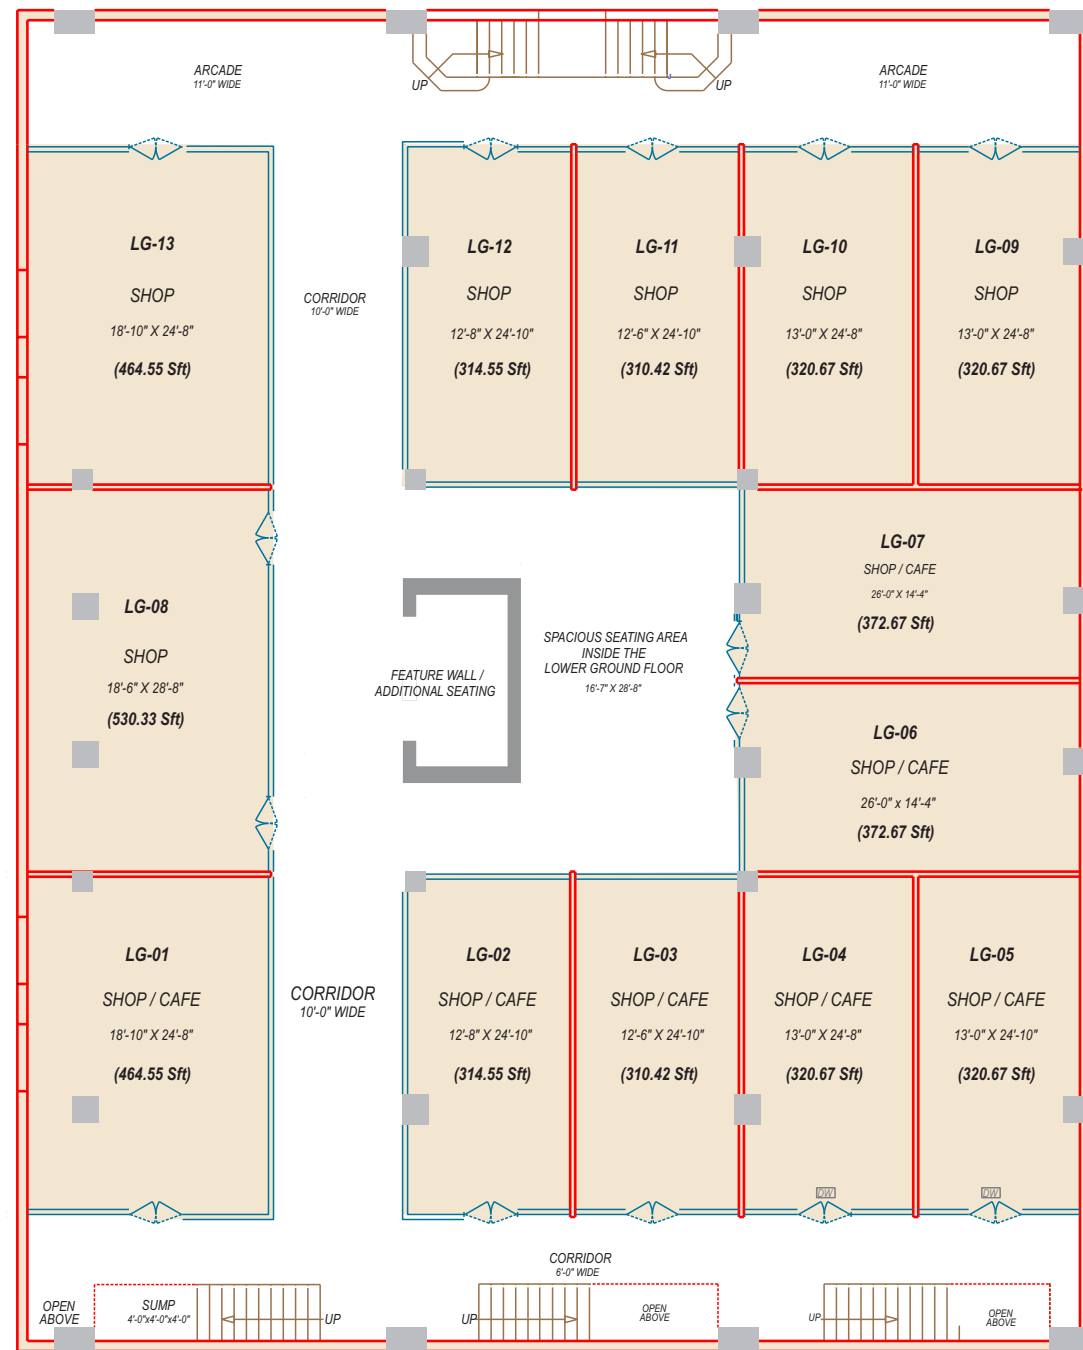 ARCADE
11'-0" WIDE
UP
UP
ARCADE
11'-0" WIDE
LG-13
SHOP
18'-10" X 24'-8"
(464.55 Sft)
CORRIDOR
10'-0" WIDE
LG-12
SHOP
12'-8" X 24'-10"
(314.55 Sft)
LG-11
SHOP
12'-6" X 24'-10"
(310.42 Sft)
LG-10
SHOP
13'-0" X 24'-8"
(320.67 Sft)
LG-09
SHOP
13'-0" X 24'-8"
(320.67 Sft)
LG-08
SHOP
18'-6" X 28'-8"
(530.33 Sft)
FEATURE WALL /
ADDITIONAL SEATING
SPACIOUS SEATING AREA
INSIDE THE
LOWER GROUND FLOOR
16'-7" X 28'-8"
LG-07
SHOP / CAFE
26'-0" X 14'-4"
(372.67 Sft)
LG-06
SHOP / CAFE
26'-0" x 14'-4"
(372.67 Sft)
LG-01
SHOP / CAFE
18'-10" X 24'-8"
(464.55 Sft)
CORRIDOR
10'-0" WIDE
LG-02
SHOP / CAFE
12'-8" X 24'-10"
(314.55 Sft)
LG-03
SHOP / CAFE
12'-6" X 24'-10"
(310.42 Sft)
LG-04
SHOP / CAFE
13'-0" X 24'-8"
(320.67 Sft)
DW
LG-05
SHOP / CAFE
13'-0" X 24'-10"
(320.67 Sft)
DW
CORRIDOR
6'-0" WIDE
OPEN
ABOVE
SUMP
4'-0"x4'-0"x4'-0"
UP
UP
OPEN
ABOVE
UP
OPEN
ABOVE